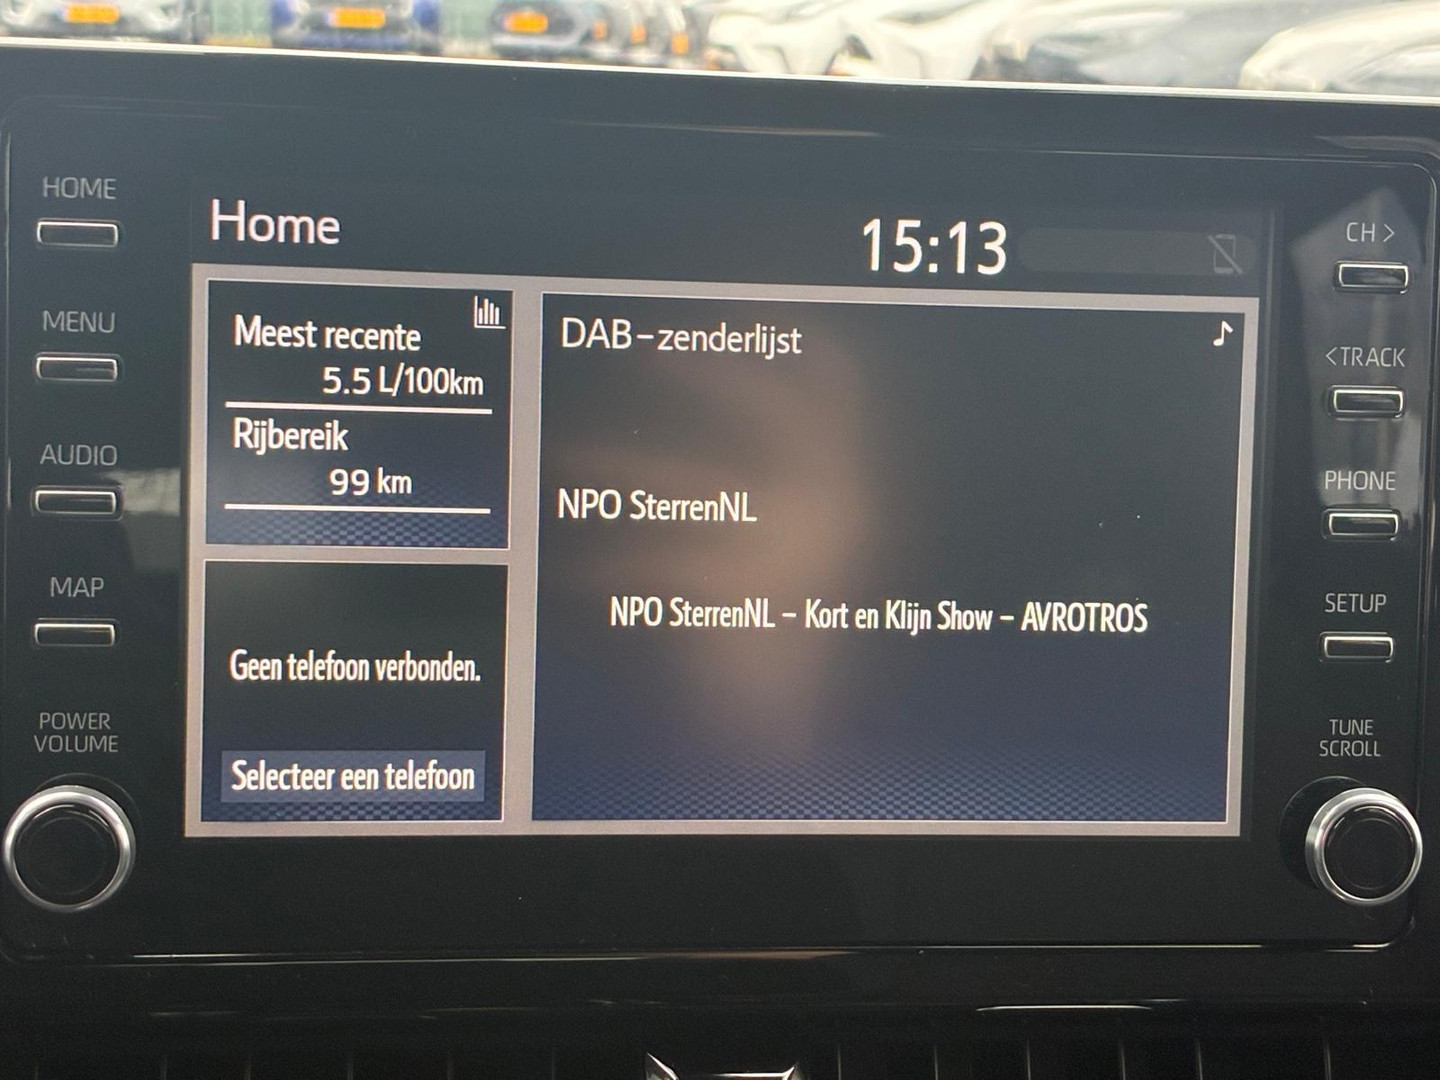 HOME
MENU
AUDIO
MAP
POWER
VOLUME
Home
15:13
Meest recente
5.5 L/100km
Rijbereik
99 km
Geen telefoon verbonden.
Selecteer een telefoon
DAB-zenderlijst
NPO SterrenNL
NPO SterrenNL - Kort en Klijn Show - AVROTROS
CH >
<TRACK
PHONE
SETUP
TUNE
SCROLL